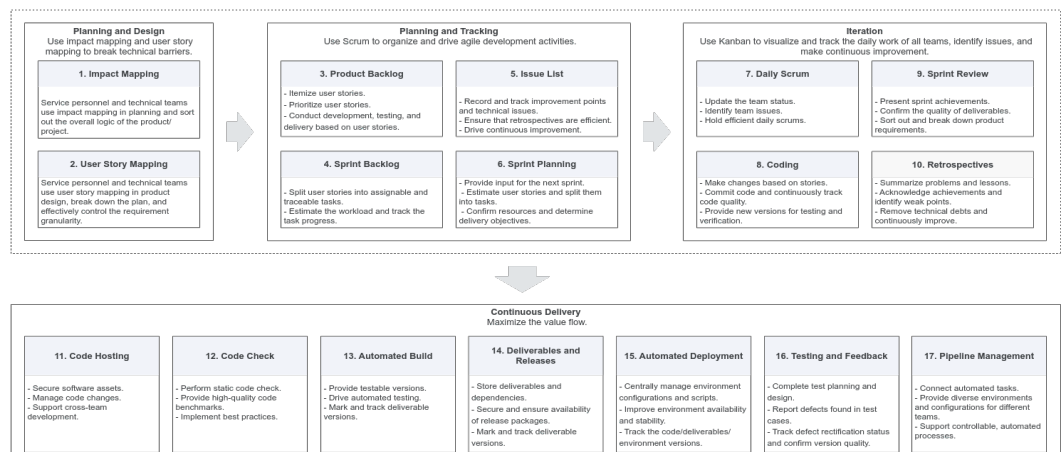 Planning and Design
Use impact mapping and user story
mapping to break technical barriers.
1. Impact Mapping
Service personnel and technical teams
use impact mapping in planning and sort
out the overall logic of the product/
project.
2. User Story Mapping
Service personnel and technical teams
use user story mapping in product
design, break down the plan, and
effectively control the requirement
granularity.
Planning and Tracking
Use Scrum to organize and drive agile development activities.
3. Product Backlog
- Itemize user stories.
- Prioritize user stories.
- Conduct development, testing, and
delivery based on user stories.
5. Issue List
- Record and track improvement points
and technical issues.
- Ensure that retrospectives are efficient.
- Drive continuous improvement.
4. Sprint Backlog
- Split user stories into assignable and
traceable tasks.
- Estimate the workload and track the
task progress.
6. Sprint Planning
- Provide input for the next sprint.
- Estimate user stories and split them
into tasks.
- Confirm resources and determine
delivery objectives.
Iteration
Use Kanban to visualize and track the daily work of all teams, identify issues, and
make continuous improvement.
7. Daily Scrum
- Update the team status.
- Identify team issues.
- Hold efficient daily scrums.
9. Sprint Review
- Present sprint achievements.
- Confirm the quality of deliverables.
- Sort out and break down product
requirements.
8. Coding
- Make changes based on stories.
- Commit code and continuously track
code quality.
- Provide new versions for testing and
verification.
10. Retrospectives
- Summarize problems and lessons.
- Acknowledge achievements and
identify weak points.
- Remove technical debts and
continuously improve.
Continuous Delivery
Maximize the value flow.
11. Code Hosting
- Secure software assets.
- Manage code changes.
- Support cross-team
development.
12. Code Check
- Perform static code check.
- Provide high-quality code
benchmarks.
- Implement best practices.
13. Automated Build
- Provide testable versions.
- Drive automated testing.
- Mark and track deliverable
versions.
14. Deliverables and
Releases
- Store deliverables and
dependencies.
- Secure and ensure availability
of release packages.
- Mark and track deliverable
versions.
15. Automated Deployment
- Centrally manage environment
configurations and scripts.
- Improve environment availability
and stability.
- Track the code/deliverables/
environment versions.
16. Testing and Feedback
- Complete test planning and
design.
- Report defects found in test
cases.
- Track defect rectification status
and confirm version quality.
17. Pipeline Management
- Connect automated tasks.
- Provide diverse environments
and configurations for different
teams.
- Support controllable, automated
processes.